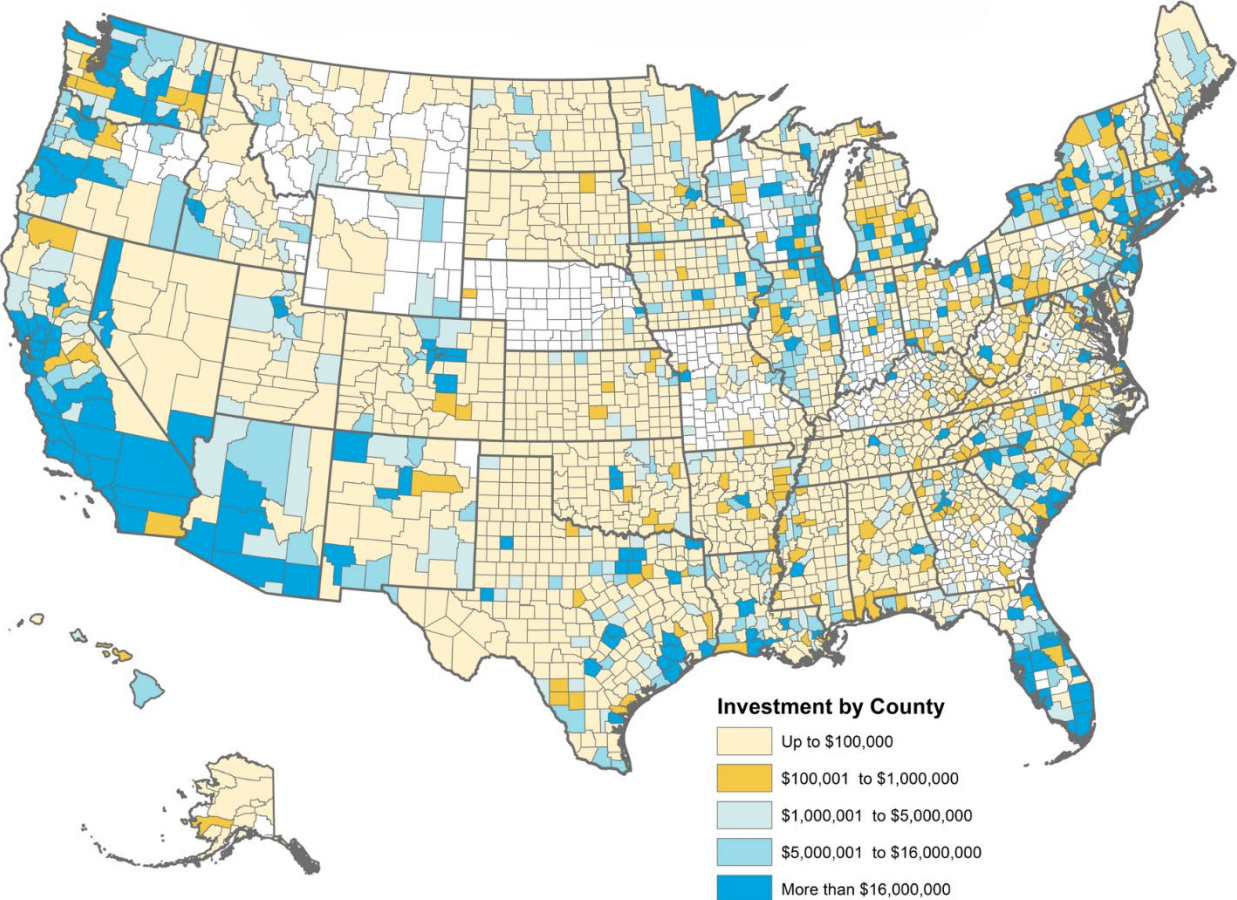 Investment by County
Up to $100,000
$100,001 to $1,000,000
$1,000,001 to $5,000,000
$5,000,001 to $16,000,000
More than $16,000,000